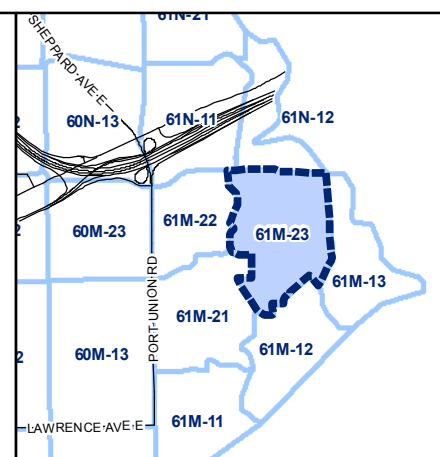 61N-21
SHEPPARD AVE E
60N-13
61N-11
61N-12
2
60M-23
61M-22
61M-23
2
61M-13
PORT UNION RD
61M-21
60M-13
61M-12
2
LAWRENCE AVE E
61M-11